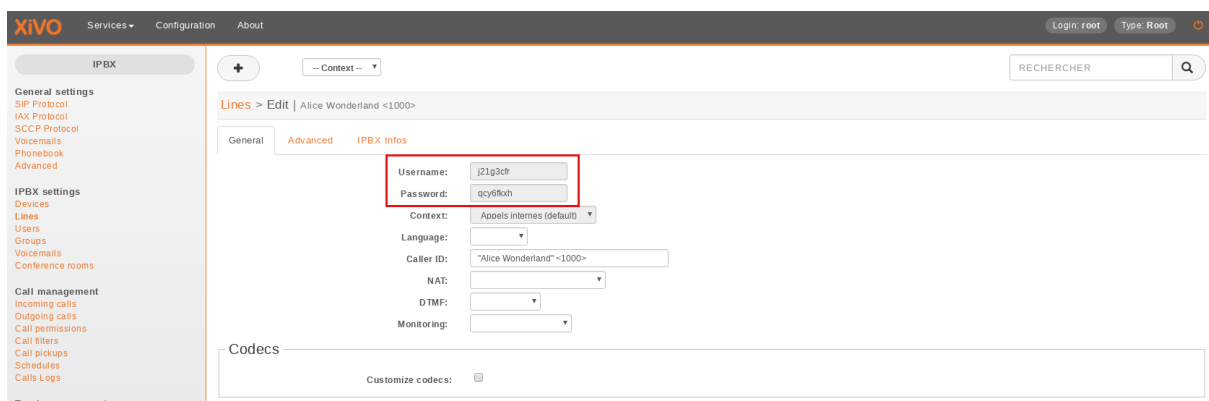 XiVO Services Configuration About Login: root Type: Root
IPBX
General settings
SIP Protocol
IAX Protocol
SCCP Protocol
Voicemails
Phonebook
Advanced
IPBX settings
Devices
Lines
Users
Groups
Voicemails
Conference rooms
Call management
Incoming calls
Outgoing calls
Call permissions
Call filters
Call pickups
Schedules
Calls Logs
-- Context -- RECHERCHER
Lines > Edit | Alice Wonderland <1000>
General Advanced IPBX Infos
Username: j21g3cfr
Password: qcy6fkxh
Context: Appels internes (default)
Language:
Caller ID: "Alice Wonderland" <1000>
NAT:
DTMF:
Monitoring:
Codecs
Customize codecs: